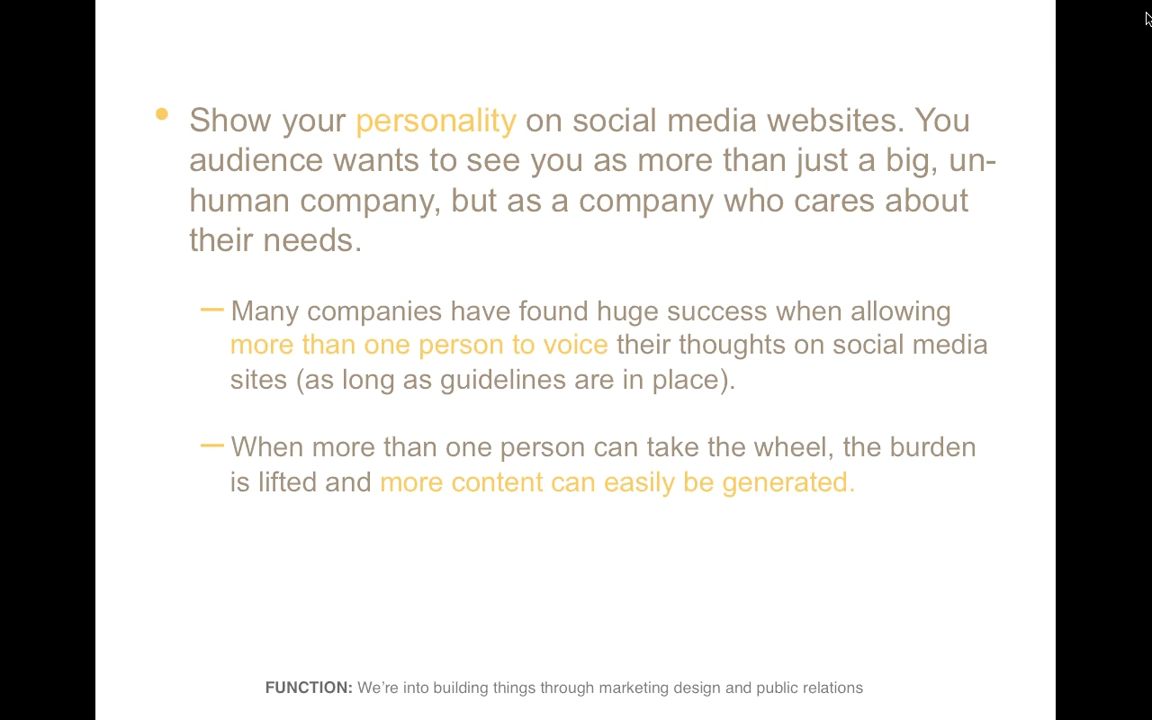 • Show your personality on social media websites. You
audience wants to see you as more than just a big, un-
human company, but as a company who cares about
their needs.
– Many companies have found huge success when allowing
more than one person to voice their thoughts on social media
sites (as long as guidelines are in place).
– When more than one person can take the wheel, the burden
is lifted and more content can easily be generated.
FUNCTION: We’re into building things through marketing design and public relations